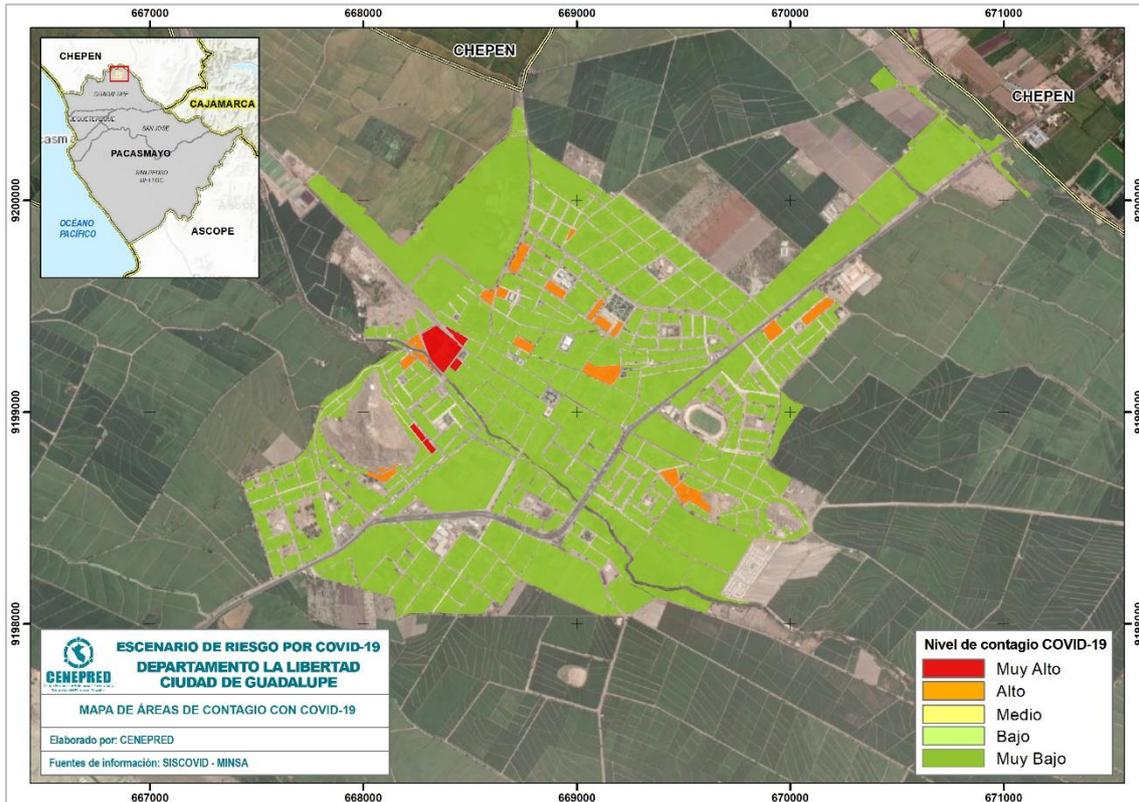 667000 668000 669000 670000 671000
CHEPEN
CHEPEN
CAJAMARCA
SAN JOSE
PACASMAYO
OCÉANO
PACÍFICO
ASCOPE
CHEPEN
9200000
9200000
9199000
9199000
9198000
9198000
CENEPRED
ESCENARIO DE RIESGO POR COVID-19
DEPARTAMENTO LA LIBERTAD
CIUDAD DE GUADALUPE
MAPA DE ÁREAS DE CONTAGIO CON COVID-19
Elaborado por: CENEPRED
Fuentes de información: SISCOVID - MINSA
Nivel de contagio COVID-19
Muy Alto
Alto
Medio
Bajo
Muy Bajo
667000 668000 669000 670000 671000